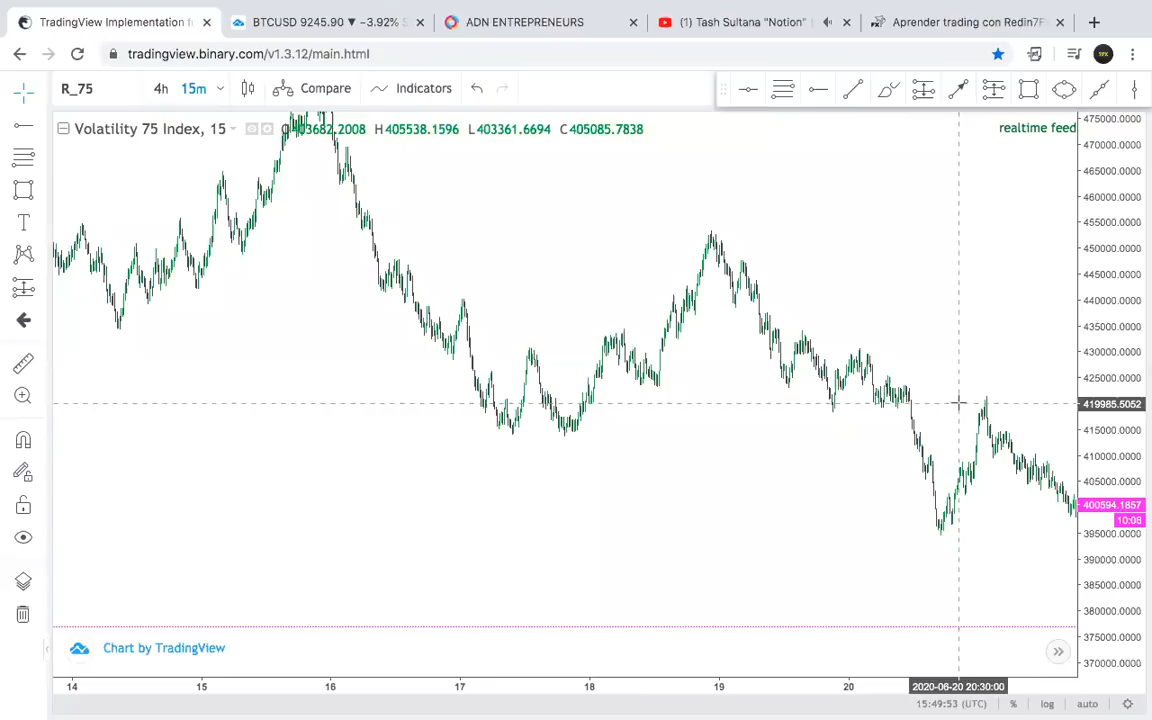 TradingView Implementation f
BTCUSD 9245.90 ▼ −3.92% S
ADN ENTREPRENEURS
(1) Tash Sultana "Notion"
Aprender trading con Redin7F
tradingview.binary.com/v1.3.12/main.html
R_75
4h
15m
Compare
Indicators
Volatility 75 Index, 15
O403682.2008 H405538.1596 L403361.6694 C405085.7838
realtime feed
475000.0000
470000.0000
465000.0000
460000.0000
455000.0000
450000.0000
445000.0000
440000.0000
435000.0000
430000.0000
425000.0000
419985.5052
415000.0000
410000.0000
405000.0000
400594.1857
10:06
395000.0000
390000.0000
385000.0000
380000.0000
375000.0000
370000.0000
Chart by TradingView
14 15 16 17 18 19 20 2020-06-20 20:30:00
15:49:53 (UTC) % log auto